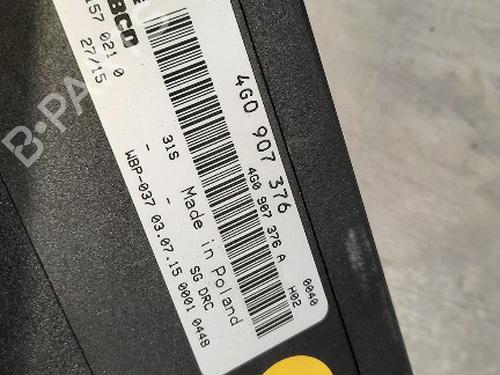 BCO
157 021 0
27/15
4G0 907 376
4G0 907 376 A
31S
-
-
Made in Poland
SG DRC
0040
H02
WBP-037 03.07.15 0001 0448
B-PA